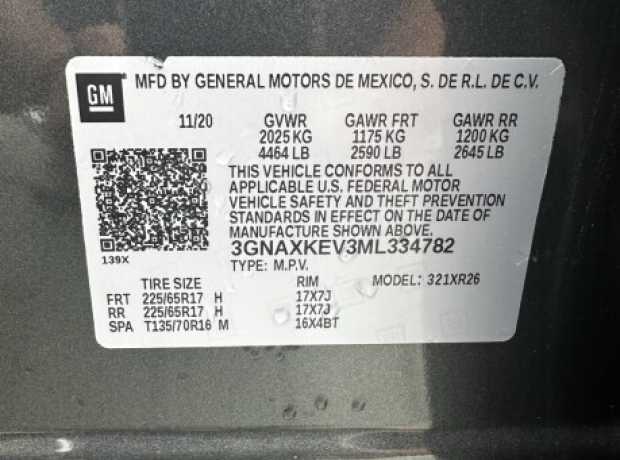 GM
MFD BY GENERAL MOTORS DE MEXICO, S. DE R.L. DE C.V.
11/20 GVWR GAWR FRT GAWR RR
2025 KG 1175 KG 1200 KG
4464 LB 2590 LB 2645 LB
THIS VEHICLE CONFORMS TO ALL
APPLICABLE U.S. FEDERAL MOTOR
VEHICLE SAFETY AND THEFT PREVENTION
STANDARDS IN EFFECT ON THE DATE OF
MANUFACTURE SHOWN ABOVE.
139X
3GNAXKEV3ML334782
TYPE: M.P.V. MODEL: 321XR26
TIRE SIZE RIM
FRT 225/65R17 H 17X7J
RR 225/65R17 H 17X7J
SPA T135/70R16 M 16X4BT